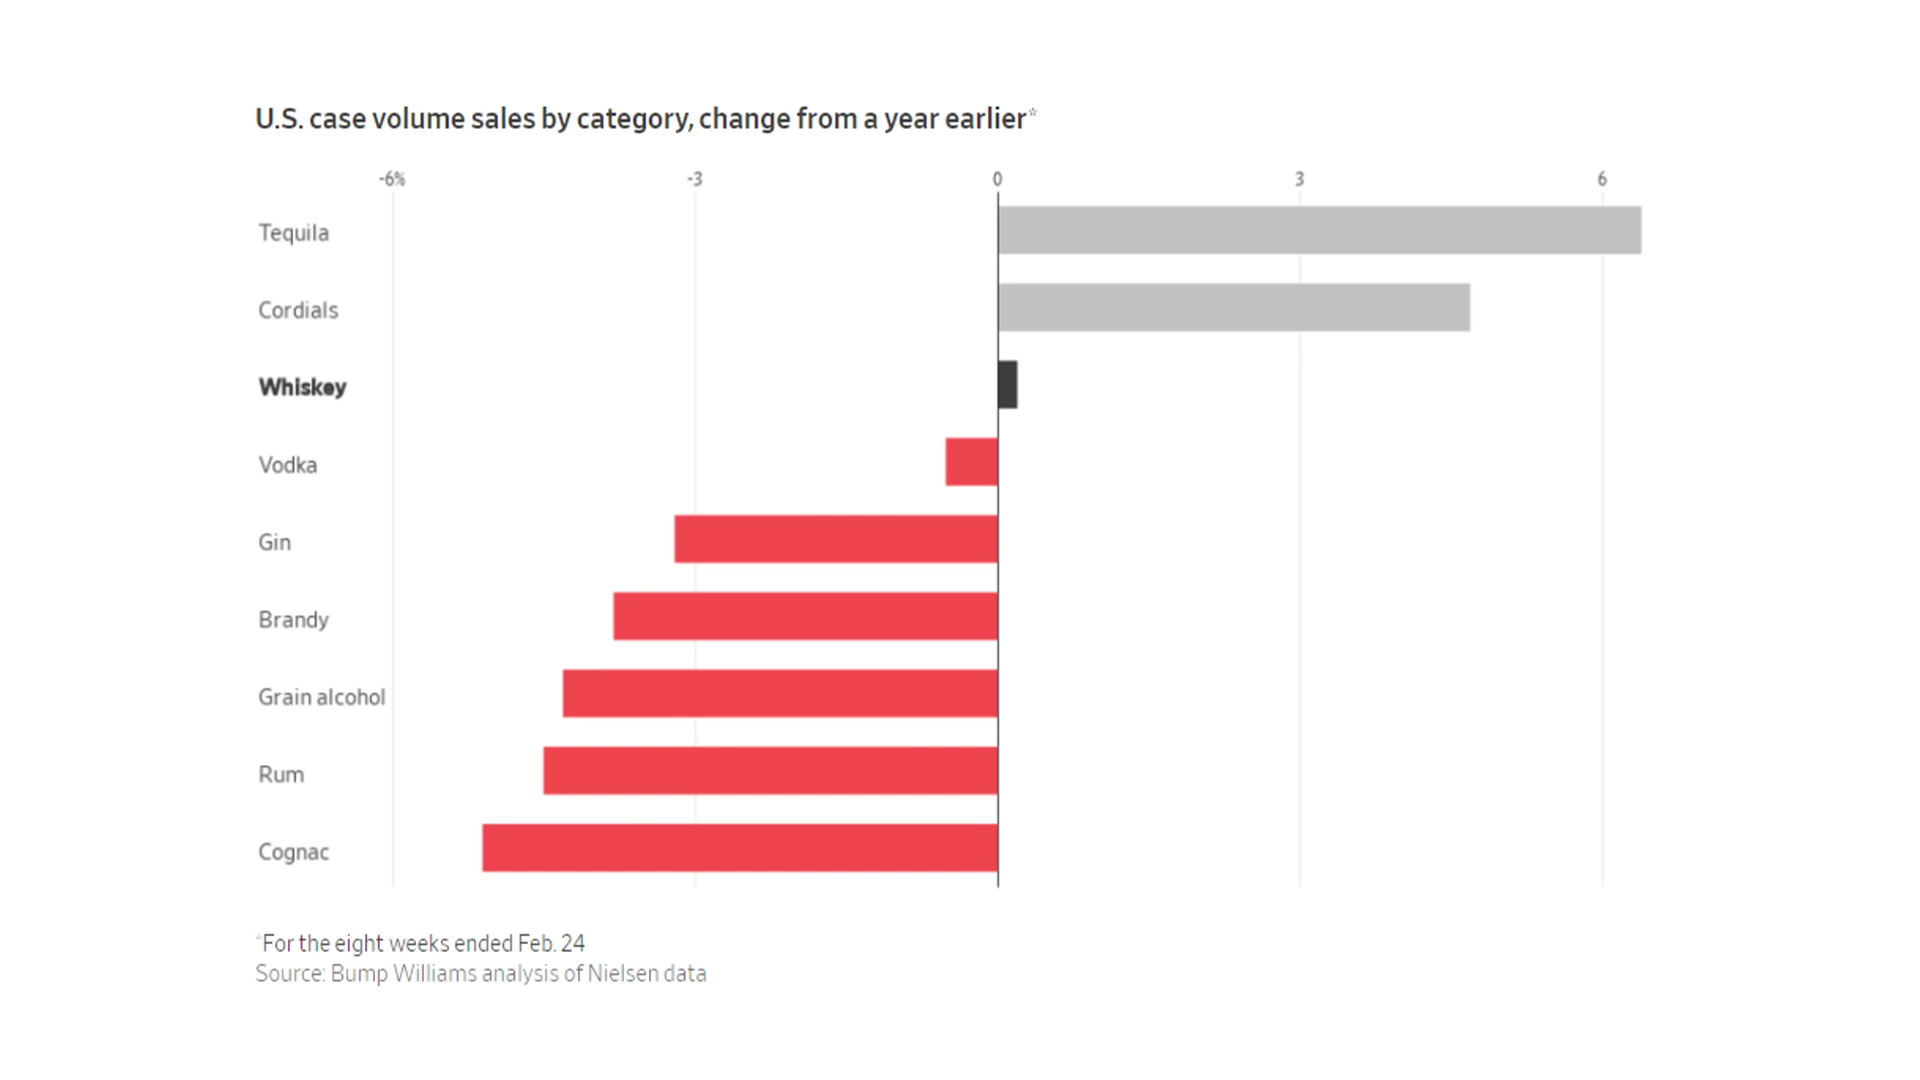 U.S. case volume sales by category, change from a year earlier*
-6% -3 0 3 6
Tequila
Cordials
Whiskey
Vodka
Gin
Brandy
Grain alcohol
Rum
Cognac
*For the eight weeks ended Feb. 24
Source: Bump Williams analysis of Nielsen data